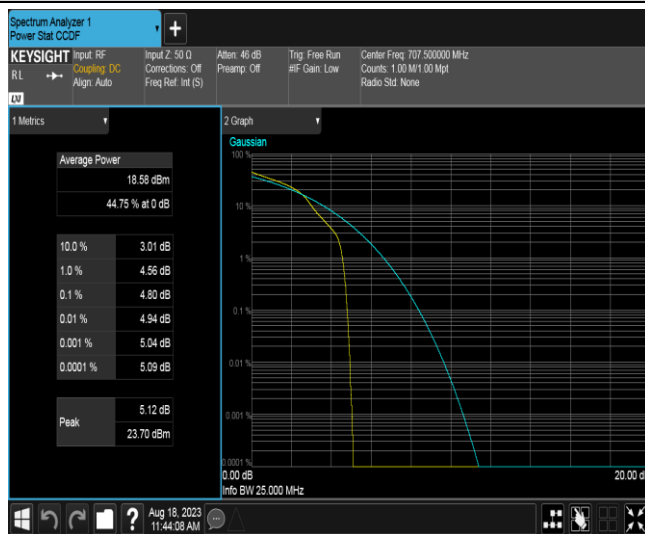 Spectrum Analyzer 1
Power Stat CCDF
+
KEYSIGHT
RL
LXI
Input: RF
Coupling: DC
Align: Auto
Input Z: 50 Ω
Corrections: Off
Freq Ref: Int (S)
Atten: 46 dB
Preamp: Off
Trig: Free Run
#IF Gain: Low
Center Freq: 707.500000 MHz
Counts: 1.00 M/1.00 Mpt
Radio Std: None
1 Metrics
Average Power
18.58 dBm
44.75 % at 0 dB
10.0 % 3.01 dB
1.0 % 4.56 dB
0.1 % 4.80 dB
0.01 % 4.94 dB
0.001 % 5.04 dB
0.0001 % 5.09 dB
Peak
5.12 dB
23.70 dBm
2 Graph
Gaussian
100 %
10 %
1 %
0.1 %
0.01 %
0.001 %
0.0001 %
0.00 dB
20.00 d
Info BW 25.000 MHz
?
Aug 18, 2023
11:44:08 AM